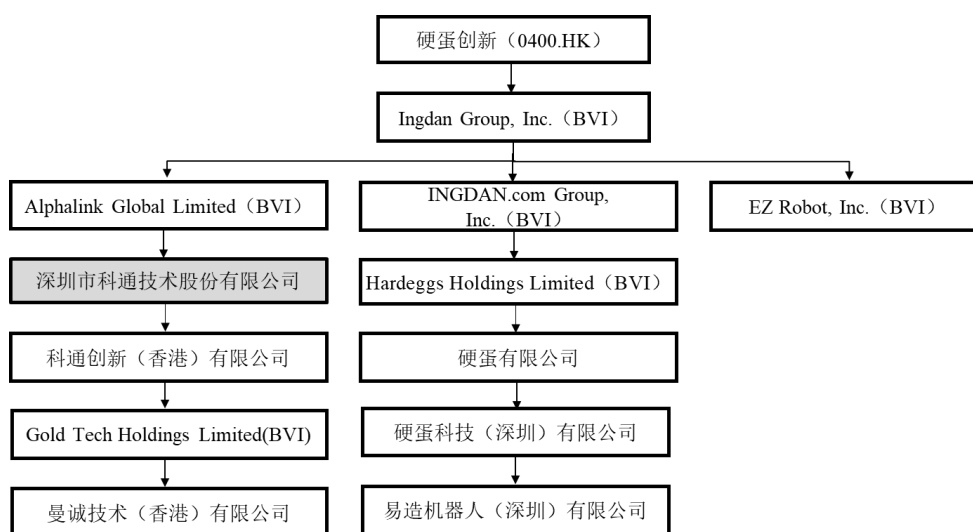 硬蛋创新（0400.HK）
Ingdan Group, Inc.（BVI）
Alphalink Global Limited（BVI）
INGDAN.com Group,
Inc.（BVI）
EZ Robot, Inc.（BVI）
深圳市科通技术股份有限公司
Hardeggs Holdings Limited（BVI）
科通创新（香港）有限公司
硬蛋有限公司
Gold Tech Holdings Limited(BVI)
硬蛋科技（深圳）有限公司
曼诚技术（香港）有限公司
易造机器人（深圳）有限公司